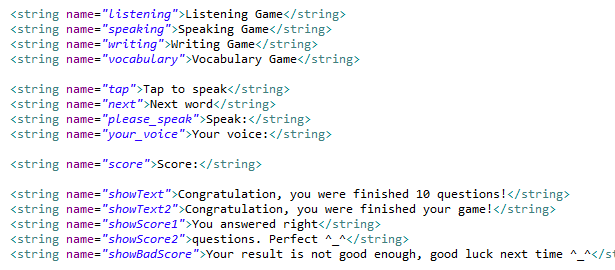 <string name="listening">Listening Game</string>
<string name="speaking">Speaking Game</string>
<string name="writing">Writing Game</string>
<string name="vocabulary">Vocabulary Game</string>
<string name="tap">Tap to speak</string>
<string name="next">Next word</string>
<string name="please_speak">Speak:</string>
<string name="your_voice">Your voice:</string>
<string name="score">Score:</string>
<string name="showText">Congratulation, you were finished 10 questions!</string>
<string name="showText2">Congratulation, you were finished your game!</string>
<string name="showScore1">You answered right</string>
<string name="showScore2">questions. Perfect ^_^</string>
<string name="showBadScore">Your result is not good enough, good luck next time ^_^</st